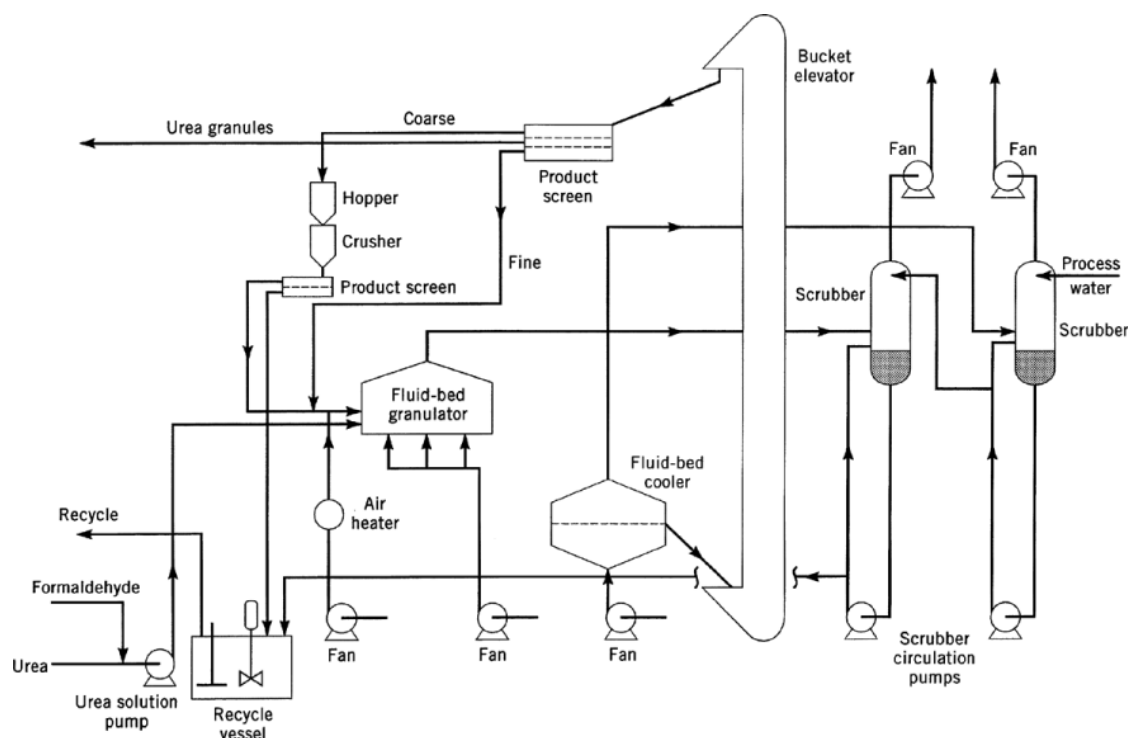 Bucket
elevator
Coarse
Urea granules
Fan
Fan
Product
screen
Hopper
Crusher
Fine
Product screen
Process
water
Scrubber
Scrubber
Fluid-bed
granulator
Fluid-bed
cooler
Air
heater
Recycle
Formaldehyde
Urea
Fan
Fan
Fan
Scrubber
circulation
pumps
Urea solution
pump
Recycle
vessel